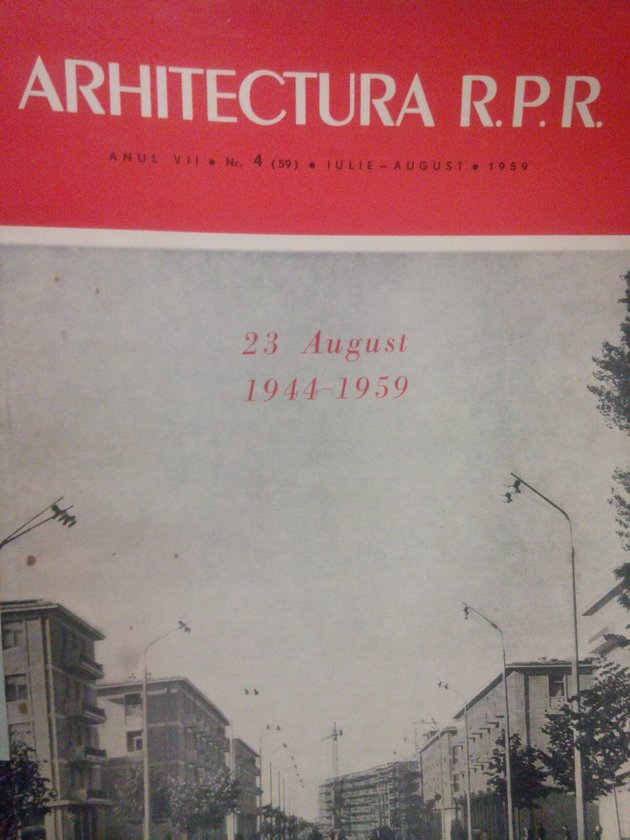 ARHITECTURA R.P.R.
ANUL VII • Nr. 4 (59) • IULIE – AUGUST • 1959
23 August
1944–1959